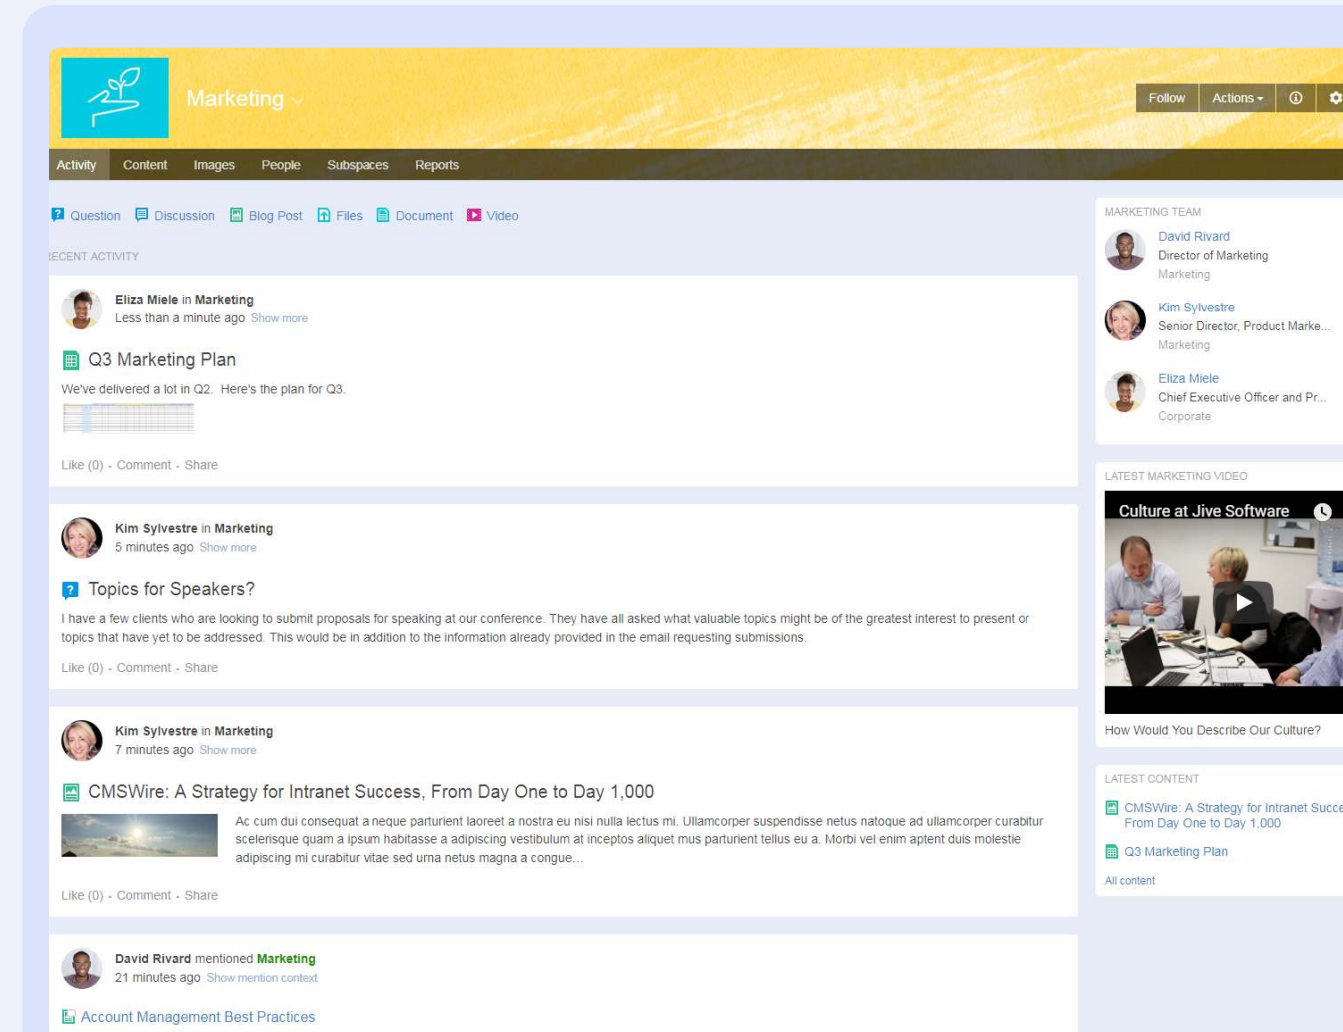 Marketing
Follow
Actions
Activity
Content
Images
People
Subspaces
Reports
Question
Discussion
Blog Post
Files
Document
Video
RECENT ACTIVITY
Eliza Miele in Marketing
Less than a minute ago Show more
Q3 Marketing Plan
We've delivered a lot in Q2. Here's the plan for Q3.
Like (0) • Comment • Share
Kim Sylvestre in Marketing
5 minutes ago Show more
Topics for Speakers?
I have a few clients who are looking to submit proposals for speaking at our conference. They have all asked what valuable topics might be of the greatest interest to present or
topics that have yet to be addressed. This would be in addition to the information already provided in the email requesting submissions.
Like (0) • Comment • Share
Kim Sylvestre in Marketing
7 minutes ago Show more
CMSWire: A Strategy for Intranet Success, From Day One to Day 1,000
Ac cum dui consequat a neque parturient laoreet a nostra eu nisi nulla lectus mi. Ullamcorper suspendisse netus natoque ad ullamcorper curabitur
scelerisque quam a ipsum habitasse a adipiscing vestibulum at inceptos aliquet mus parturient tellus eu a. Morbi vel enim aptent duis molestie
adipiscing mi curabitur vitae sed urna netus magna a congue...
Like (0) • Comment • Share
David Rivard mentioned Marketing
21 minutes ago Show mention context
Account Management Best Practices
MARKETING TEAM
David Rivard
Director of Marketing
Marketing
Kim Sylvestre
Senior Director, Product Marke...
Marketing
Eliza Miele
Chief Executive Officer and Pr...
Corporate
LATEST MARKETING VIDEO
Culture at Jive Software
How Would You Describe Our Culture?
LATEST CONTENT
CMSWire: A Strategy for Intranet Succe
From Day One to Day 1,000
Q3 Marketing Plan
All content